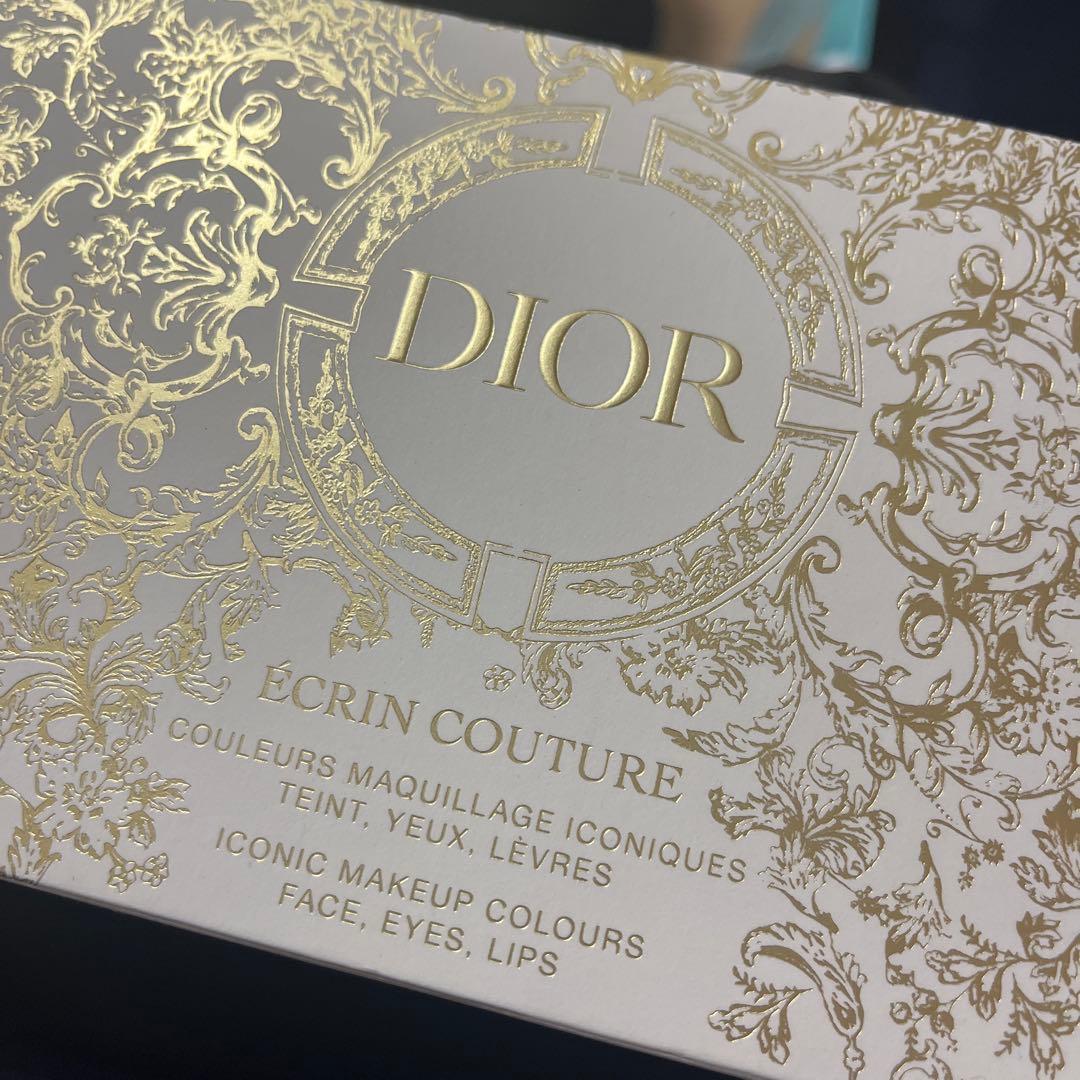 DIOR
ÉCRIN COUTURE
COULEURS MAQUILLAGE ICONIQUES
TEINT, YEUX, LÈVRES
ICONIC MAKEUP COLOURS
FACE, EYES, LIPS